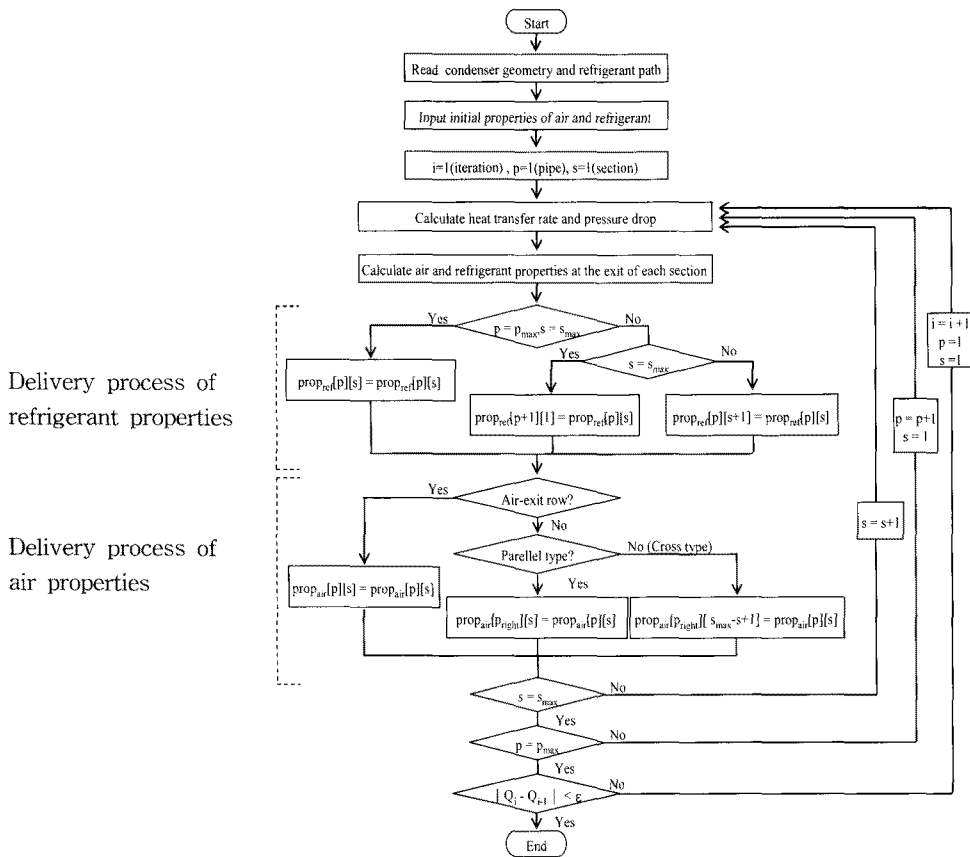 Start
Read condenser geometry and refrigerant path
Input initial properties of air and refrigerant
i=1(iteration) , p=1(pipe), s=1(section)
Calculate heat transfer rate and pressure drop
Calculate air and refrigerant properties at the exit of each section
Delivery process of
refrigerant properties
p = pmax,s = smax
Yes
No
s = smax
Yes
No
propref[p][s] = propref[p][s]
propref[p+1][1] = propref[p][s]
propref[p][s+1] = propref[p][s]
Delivery process of
air properties
Air-exit row?
Yes
No
Parellel type?
No (Cross type)
Yes
propair[p][s] = propair[p][s]
propair[pright][s] = propair[p][s]
propair[pright][ smax-s+1] = propair[p][s]
s = smax
No
Yes
s = s+1
p = pmax
No
Yes
p = p+1
s = 1
| Qi - Qi-1 | < ε
No
Yes
i = i +1
p =1
s =1
End